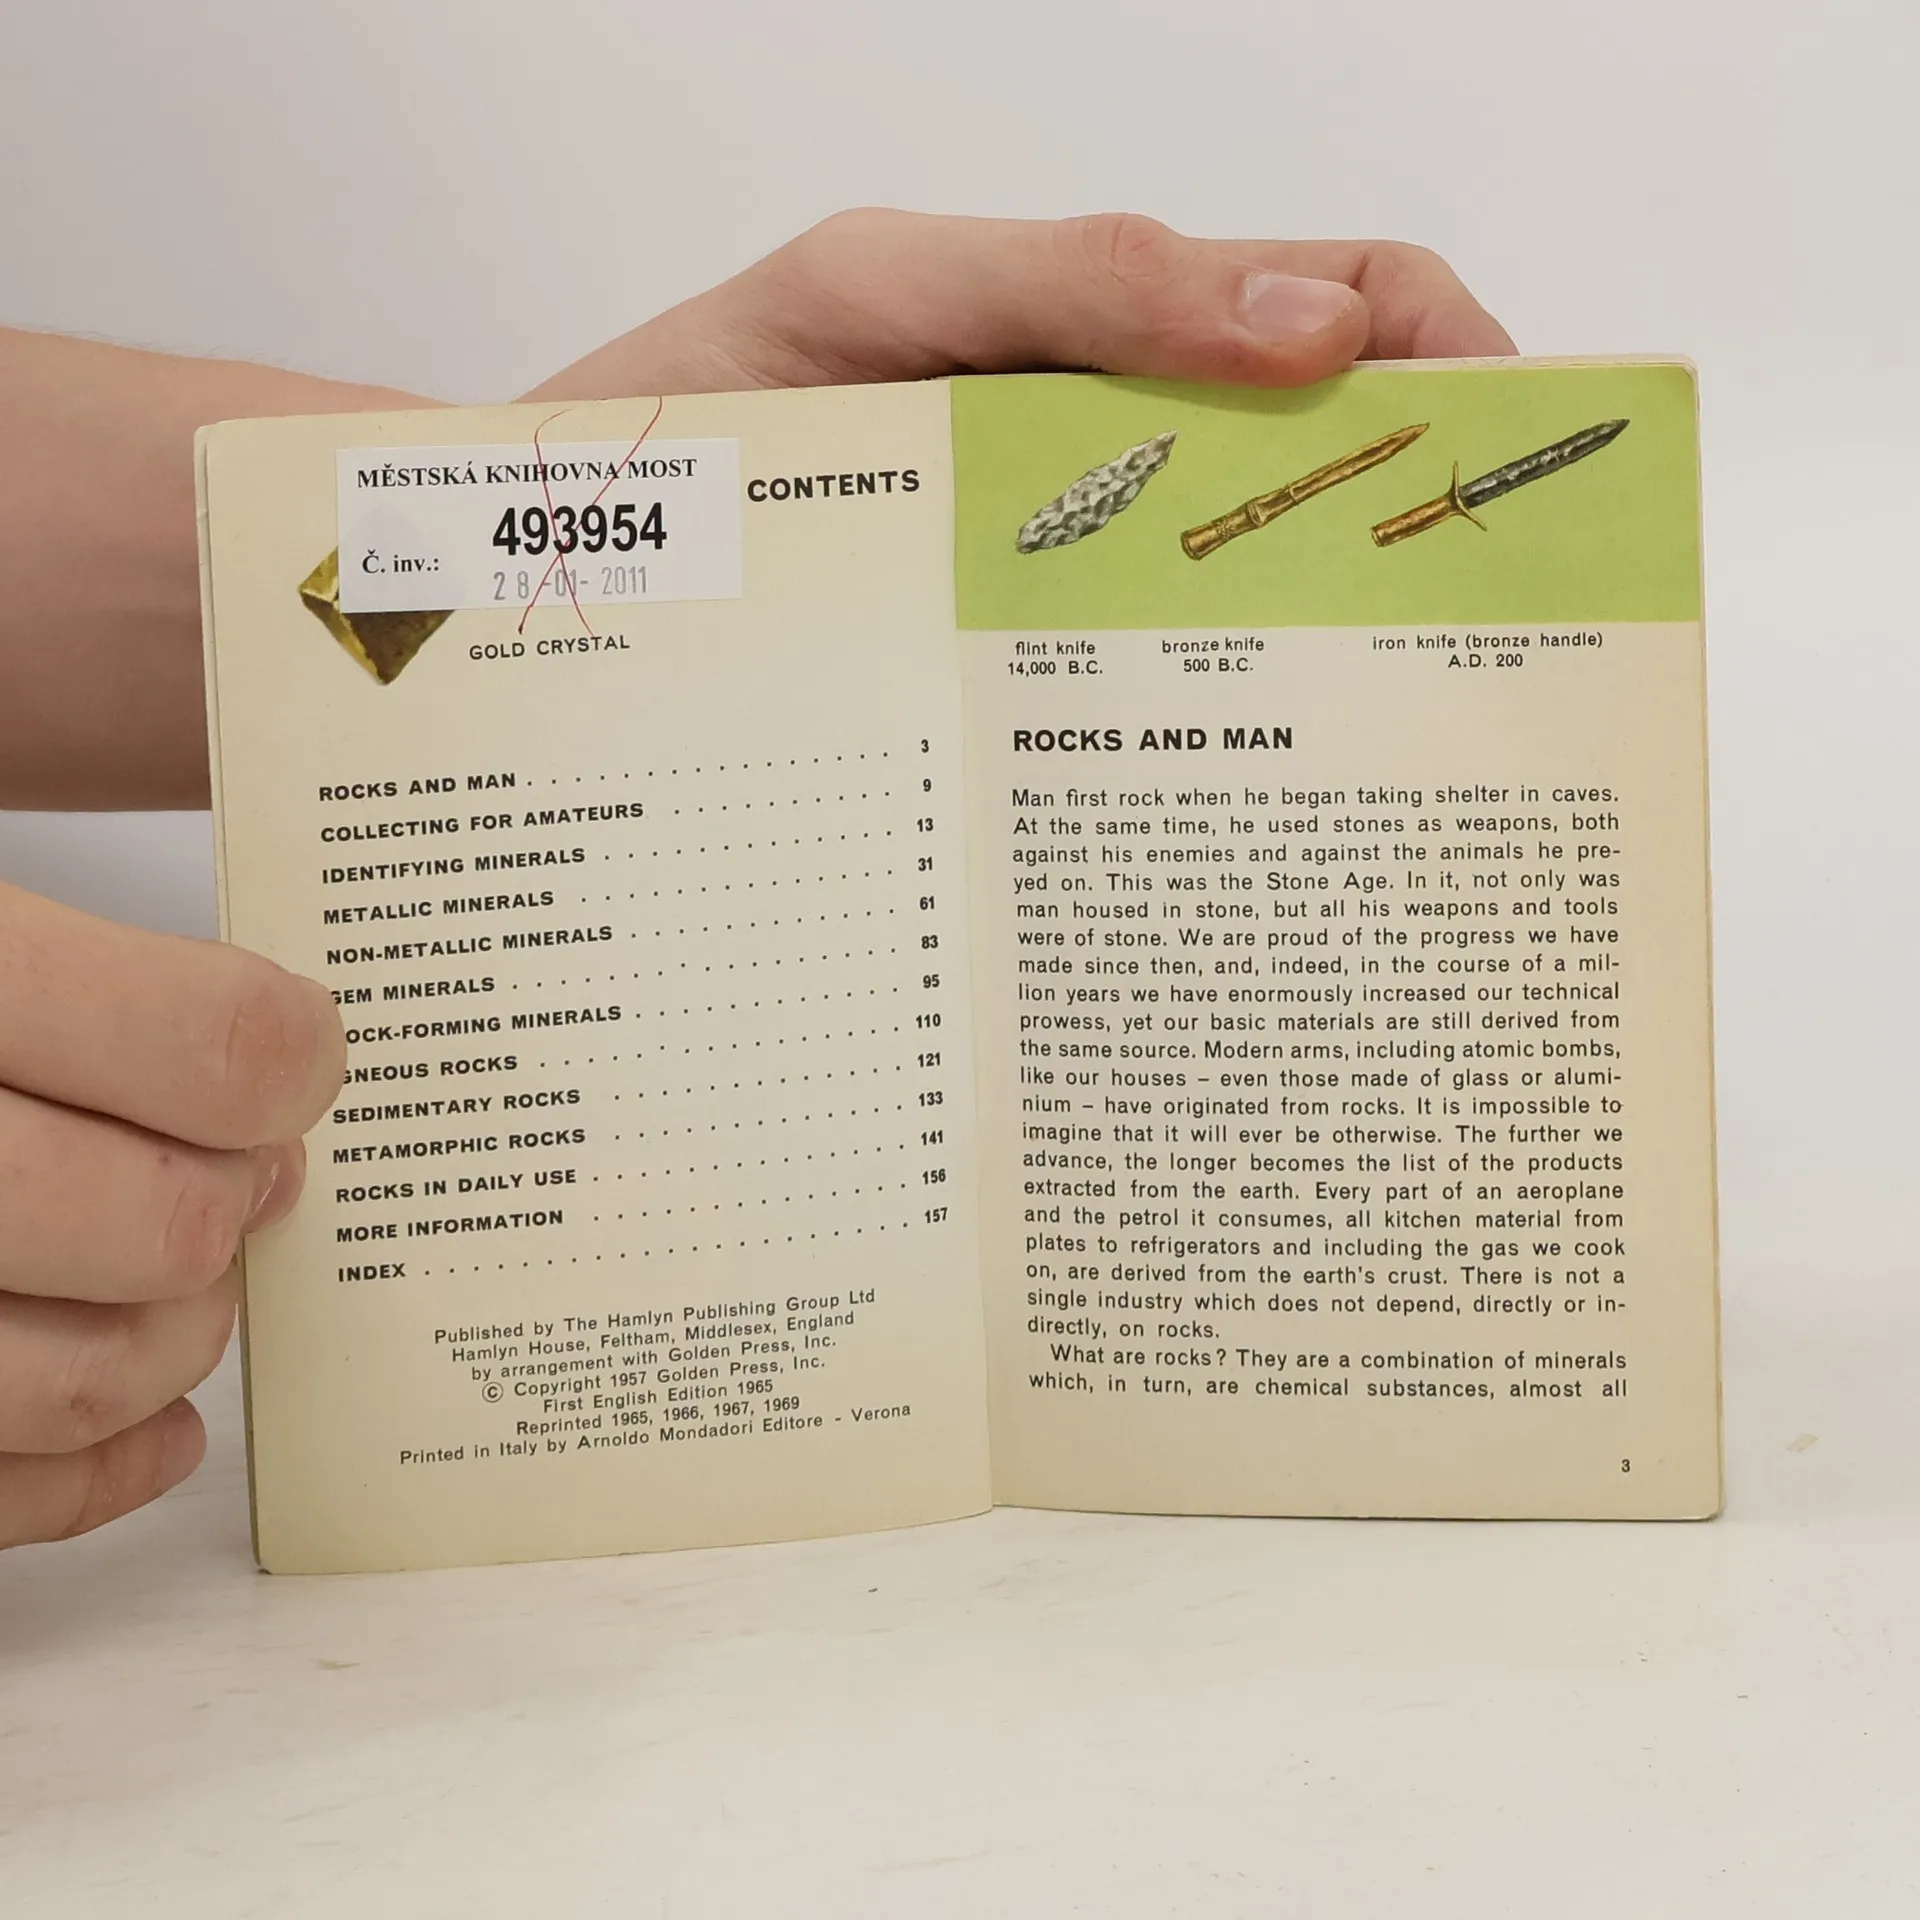 MĚSTSKÁ KNIHOVNA MOST
493954
Č. inv.:
28 -01- 2011
CONTENTS
GOLD CRYSTAL
ROCKS AND MAN . . . . . . . . . . . . . . . . 3
COLLECTING FOR AMATEURS . . . . . . . . . . 9
IDENTIFYING MINERALS . . . . . . . . . . . . . 13
METALLIC MINERALS . . . . . . . . . . . . . . 31
NON-METALLIC MINERALS . . . . . . . . . . . . 61
GEM MINERALS . . . . . . . . . . . . . . . . . 83
OCK-FORMING MINERALS . . . . . . . . . . . . 95
GNEOUS ROCKS . . . . . . . . . . . . . . . . 110
SEDIMENTARY ROCKS . . . . . . . . . . . . . 121
METAMORPHIC ROCKS . . . . . . . . . . . . . 133
ROCKS IN DAILY USE . . . . . . . . . . . . . . 141
MORE INFORMATION . . . . . . . . . . . . . . 156
INDEX . . . . . . . . . . . . . . . . . . . . . 157
Published by The Hamlyn Publishing Group Ltd
Hamlyn House, Feltham, Middlesex, England
by arrangement with Golden Press, Inc.
© Copyright 1957 Golden Press, Inc.
First English Edition 1965
Reprinted 1965, 1966, 1967, 1969
Printed in Italy by Arnoldo Mondadori Editore - Verona
flint knife
14,000 B.C.
bronze knife
500 B.C.
iron knife (bronze handle)
A.D. 200
ROCKS AND MAN
Man first rock when he began taking shelter in caves.
At the same time, he used stones as weapons, both
against his enemies and against the animals he pre-
yed on. This was the Stone Age. In it, not only was
man housed in stone, but all his weapons and tools
were of stone. We are proud of the progress we have
made since then, and, indeed, in the course of a mil-
lion years we have enormously increased our technical
prowess, yet our basic materials are still derived from
the same source. Modern arms, including atomic bombs,
like our houses – even those made of glass or alumi-
nium – have originated from rocks. It is impossible to
imagine that it will ever be otherwise. The further we
advance, the longer becomes the list of the products
extracted from the earth. Every part of an aeroplane
and the petrol it consumes, all kitchen material from
plates to refrigerators and including the gas we cook
on, are derived from the earth's crust. There is not a
single industry which does not depend, directly or in-
directly, on rocks.
What are rocks? They are a combination of minerals
which, in turn, are chemical substances, almost all
3